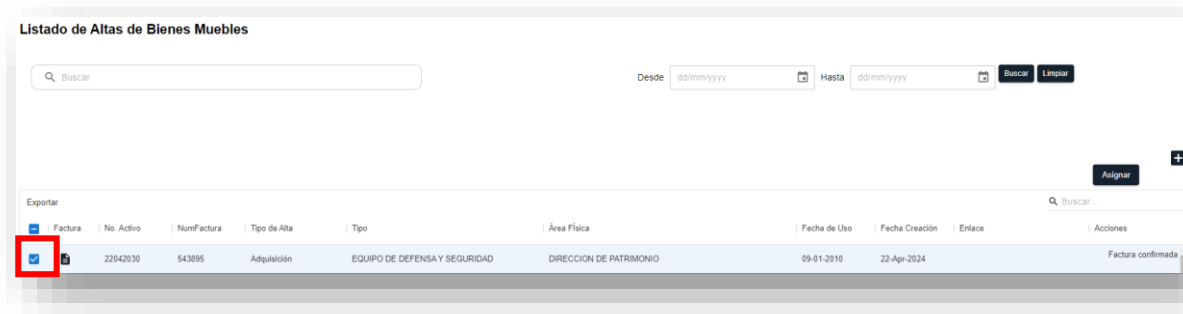 Listado de Altas de Bienes Muebles
Buscar Desde dd/mm/yyyy Hasta dd/mm/yyyy Buscar Limpiar
Asignar
Exportar Buscar...
Factura No. Activo NumFactura Tipo de Alta Tipo Área Física Fecha de Uso Fecha Creación Enlace Acciones
22042030 543895 Adquisición EQUIPO DE DEFENSA Y SEGURIDAD DIRECCION DE PATRIMONIO 09-01-2010 22-Apr-2024 Factura confirmada